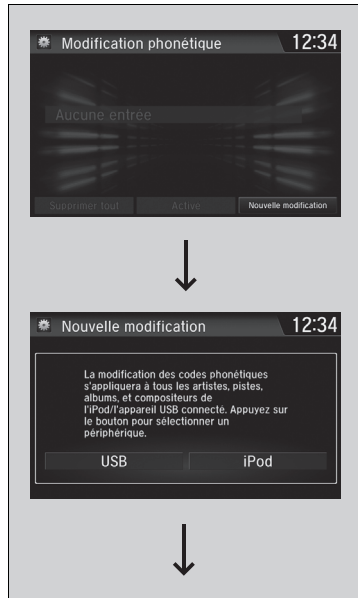 Modification phonétique 12:34
Aucune entrée
Supprimer tout Active Nouvelle modification
Nouvelle modification 12:34
La modification des codes phonétiques
s'appliquera à tous les artistes, pistes,
albums, et compositeurs de
l'iPod/l'appareil USB connecté. Appuyez sur
le bouton pour sélectionner un
périphérique.
USB iPod